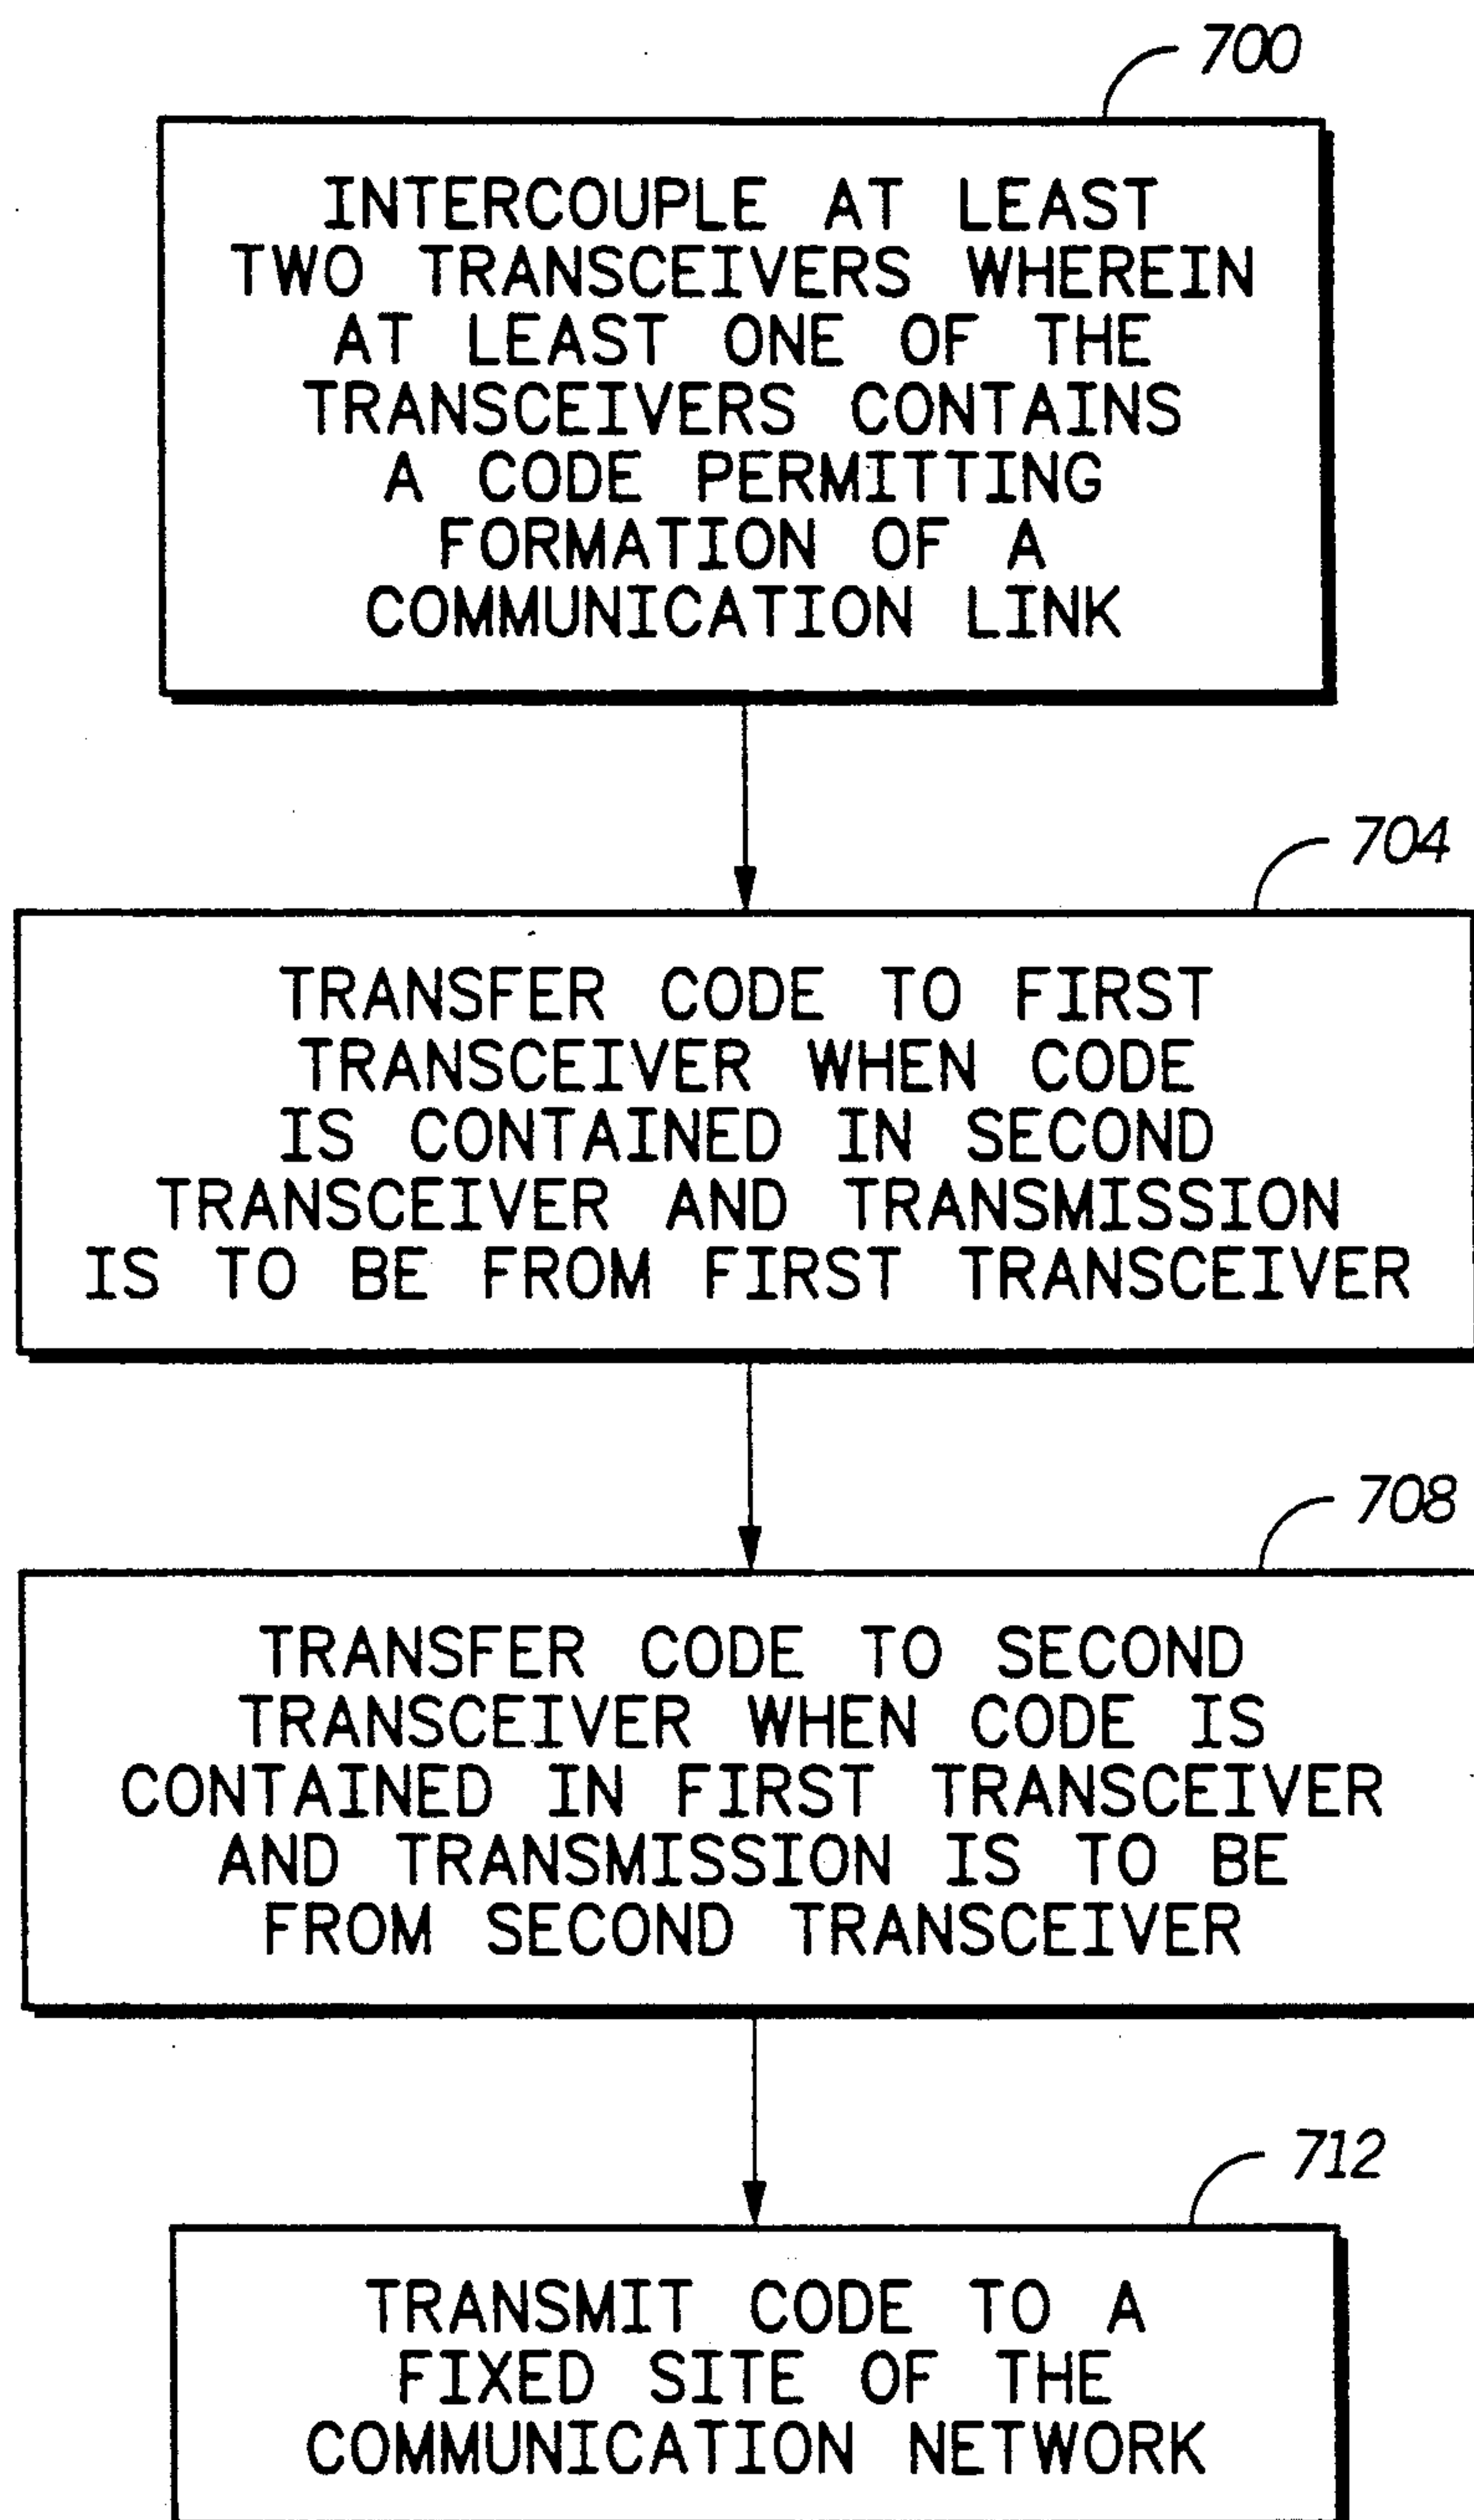 700
INTERCOUPLE AT LEAST
TWO TRANSCEIVERS WHEREIN
AT LEAST ONE OF THE
TRANSCEIVERS CONTAINS
A CODE PERMITTING
FORMATION OF A
COMMUNICATION LINK
704
TRANSFER CODE TO FIRST
TRANSCEIVER WHEN CODE
IS CONTAINED IN SECOND
TRANSCEIVER AND TRANSMISSION
IS TO BE FROM FIRST TRANSCEIVER
708
TRANSFER CODE TO SECOND
TRANSCEIVER WHEN CODE IS
CONTAINED IN FIRST TRANSCEIVER
AND TRANSMISSION IS TO BE
FROM SECOND TRANSCEIVER
712
TRANSMIT CODE TO A
FIXED SITE OF THE
COMMUNICATION NETWORK